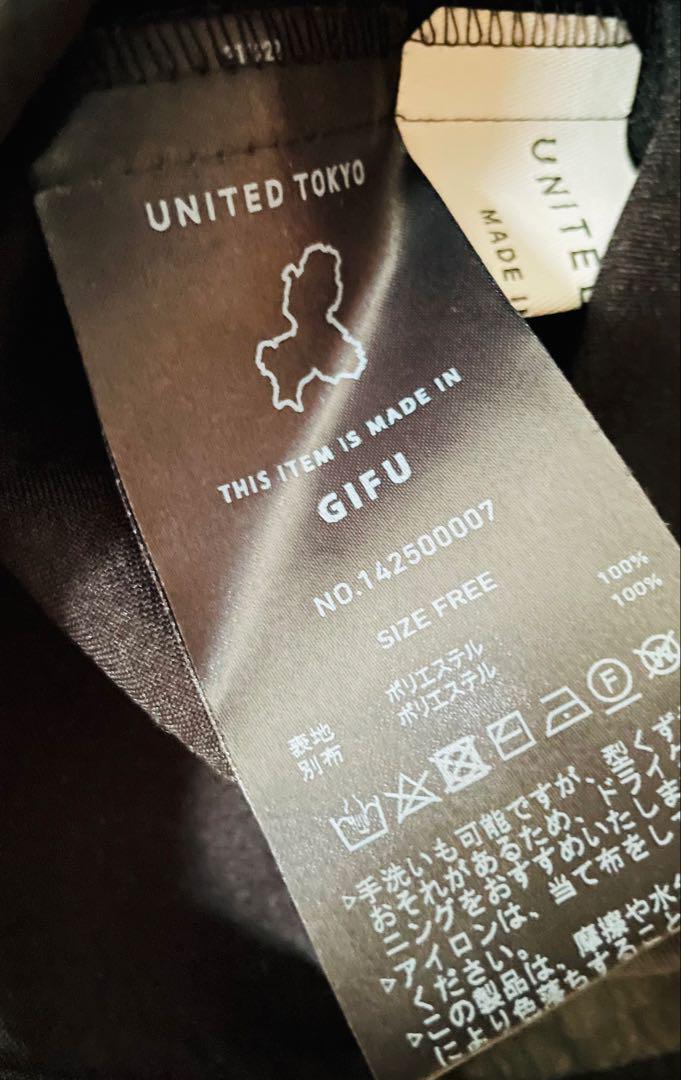 UNITED TOKYO
THIS ITEM IS MADE IN
GIFU
NO.142500007
SIZE FREE
表地 ポリエステル 100%
別布 ポリエステル 100%
F
▷手洗いも可能ですが、型くず
おそれがあるため、ドライ
ニングをおすすめいたしま
▷アイロンは、当て布をし
ください。
▷この製品は、摩擦や水
により色落ちすること
UNITED
MADE IN